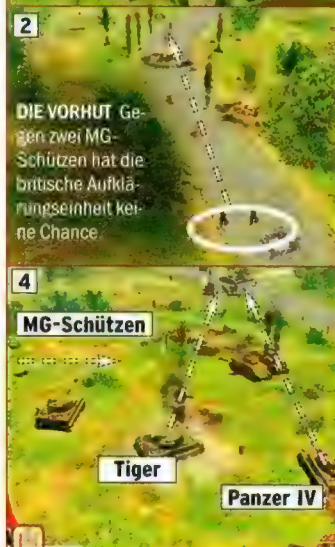 2
DIE VORHUT Ge-
gen zwei MG-
Schützen hat die
britische Aufklä-
rungseinheit kei-
ne Chance.
4
MG-Schützen
Tiger
Panzer IV